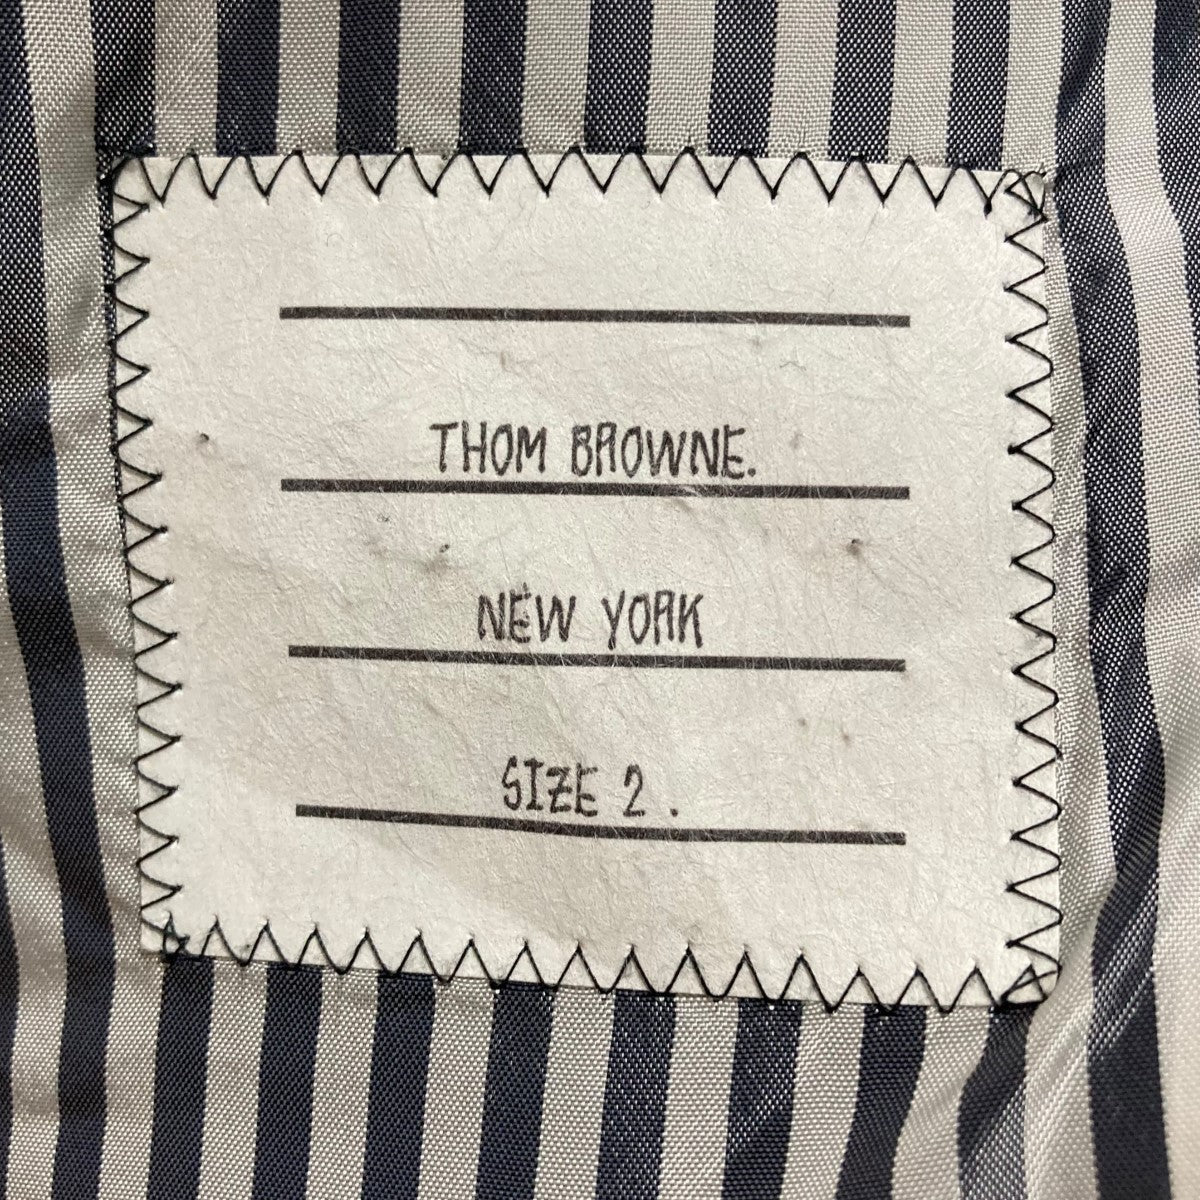 THOM BROWNE.
NEW YORK
SIZE 2 .